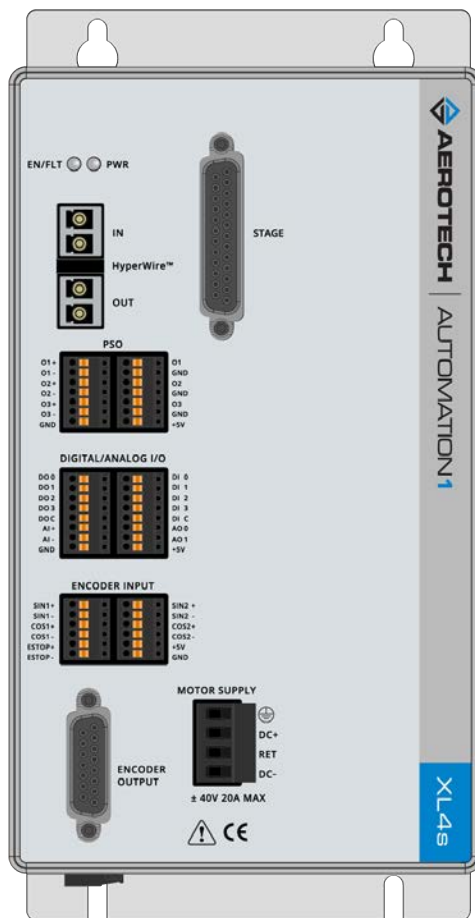 EN/FLT PWR
IN
HyperWire™
OUT
STAGE
PSO
O1+ O1
O1- GND
O2+ O2
O2- GND
O3+ O3
O3- GND
GND +5V
DIGITAL/ANALOG I/O
DO 0 DI 0
DO 1 DI 1
DO 2 DI 2
DO 3 DI 3
DO C DI C
AI+ AO 0
AI- AO 1
GND +5V
ENCODER INPUT
SIN1+ SIN2 +
SIN1- SIN2 -
COS1+ COS2+
COS1- COS2-
ESTOP+ +5V
ESTOP- GND
MOTOR SUPPLY
DC+
RET
DC-
± 40V 20A MAX
ENCODER
OUTPUT
CE
AEROTECH AUTOMATION1
XL4s